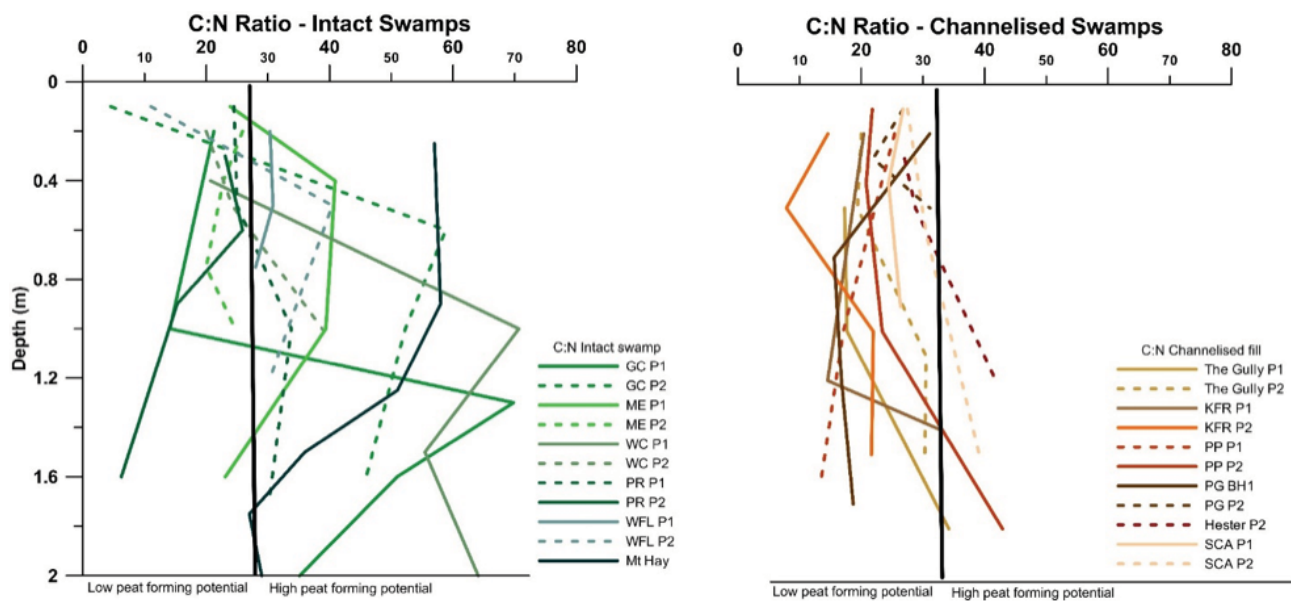 C:N Ratio - Intact Swamps
0 20 40 60 80
10 30 50 70
0
0.4
0.8
1.2
1.6
2
Depth (m)
C:N Intact swamp
GC P1
GC P2
ME P1
ME P2
WC P1
WC P2
PR P1
PR P2
WFL P1
WFL P2
Mt Hay
Low peat forming potential High peat forming potential
C:N Ratio - Channelised Swamps
0 20 40 60 80
10 30 50 70
C:N Channelised fill
The Gully P1
The Gully P2
KFR P1
KFR P2
PP P1
PP P2
PG BH1
PG P2
Hester P2
SCA P1
SCA P2
Low peat forming potential High peat forming potential